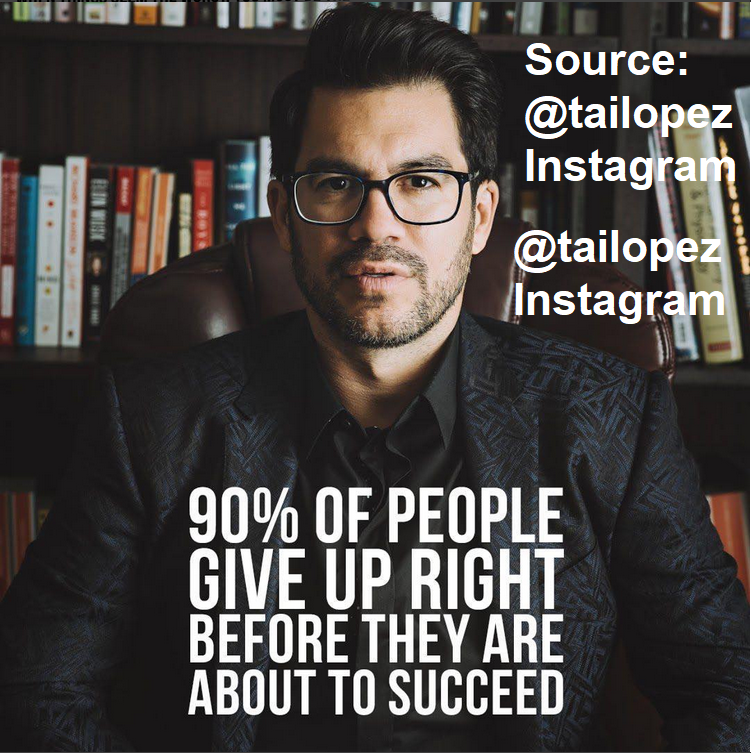 Source:
@tailopez
Instagram
@tailopez
Instagram
90% OF PEOPLE
GIVE UP RIGHT
BEFORE THEY ARE
ABOUT TO SUCCEED